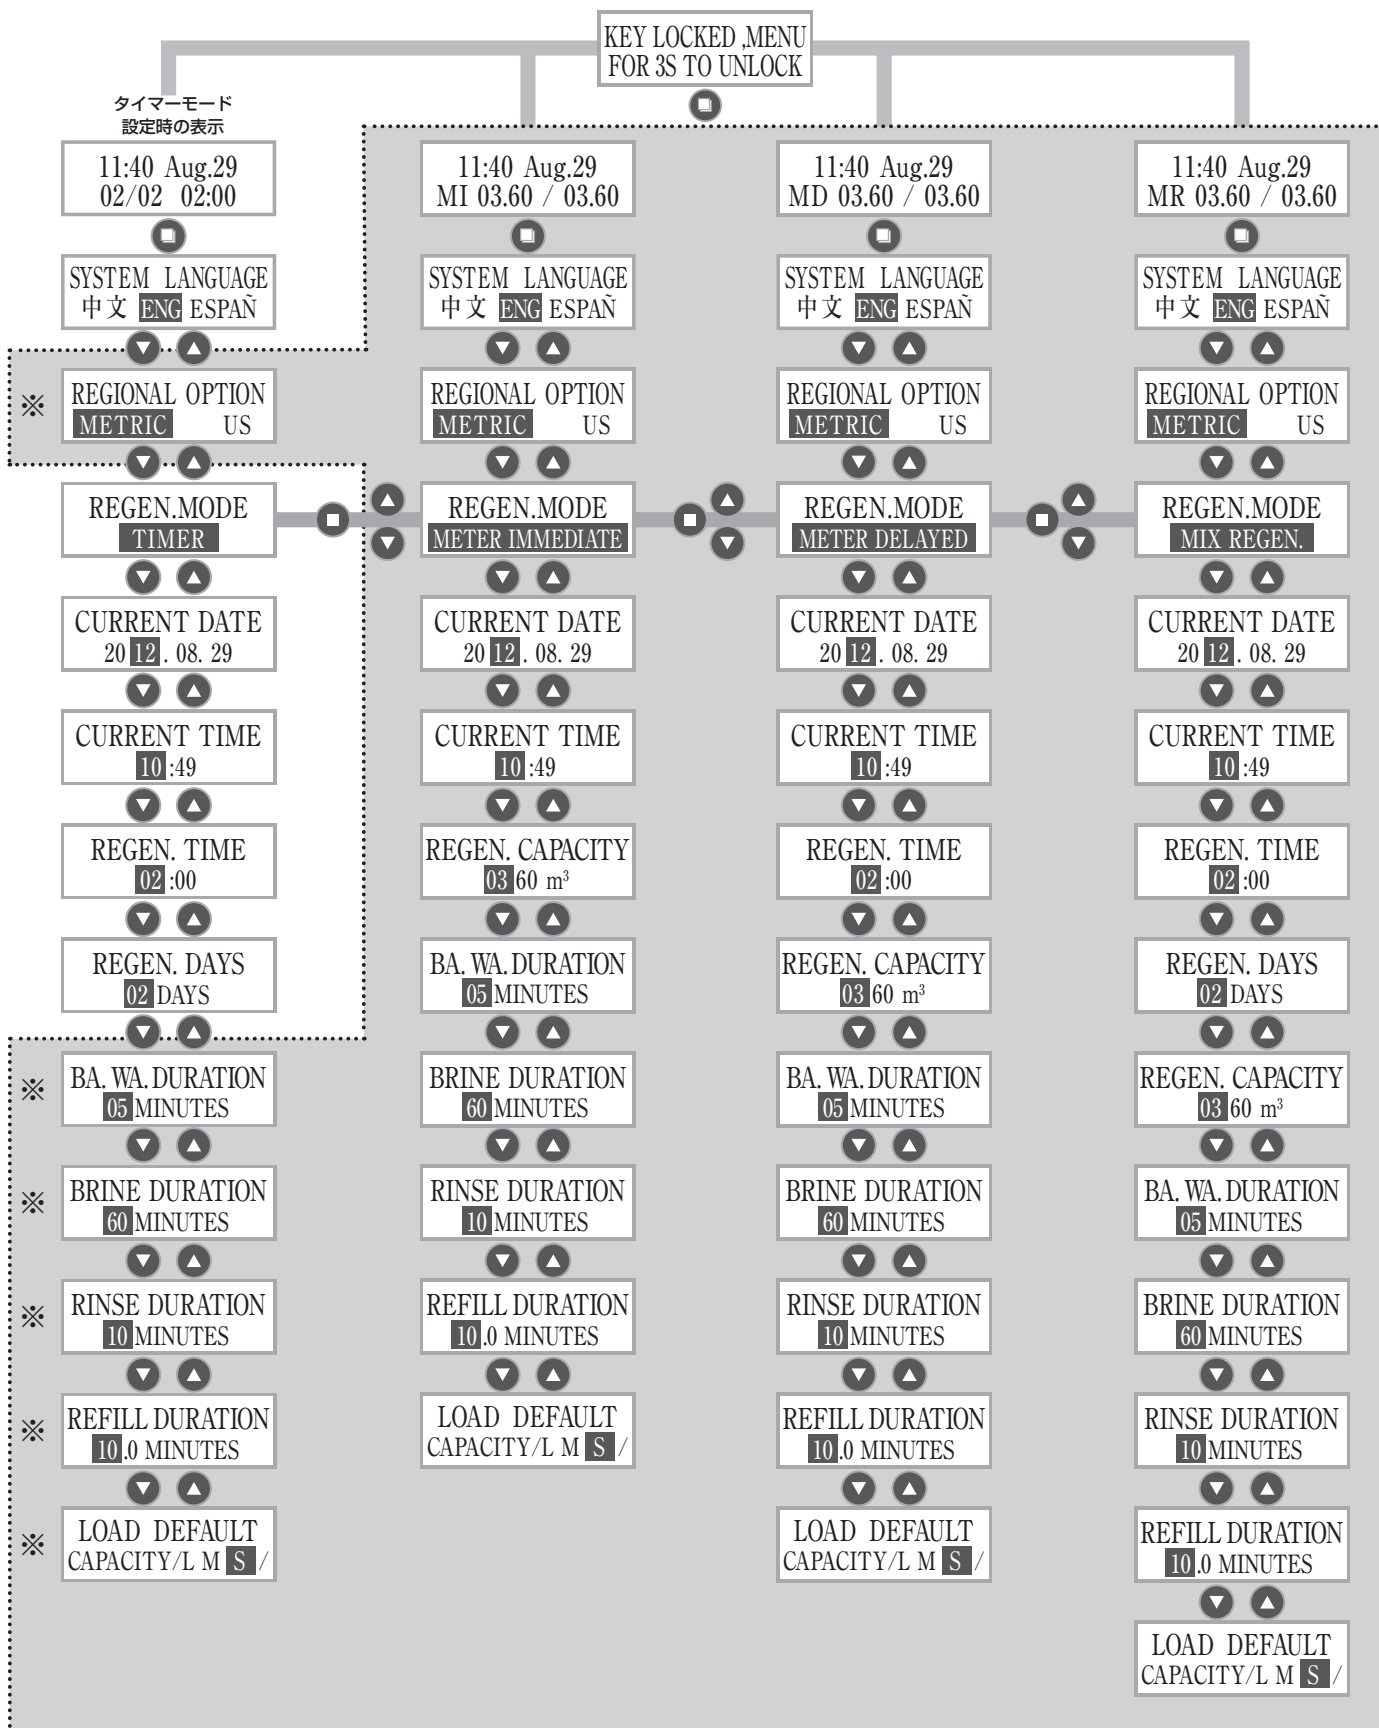 KEY LOCKED ,MENU
FOR 3S TO UNLOCK
タイマーモード
設定時の表示
11:40 Aug.29
02/02 02:00
SYSTEM LANGUAGE
中文 ENG ESPAÑ
※
REGIONAL OPTION
METRIC US
REGEN.MODE
TIMER
CURRENT DATE
20 12 . 08. 29
CURRENT TIME
10 :49
REGEN. TIME
02 :00
REGEN. DAYS
02 DAYS
※
BA. WA. DURATION
05 MINUTES
※
BRINE DURATION
60 MINUTES
※
RINSE DURATION
10 MINUTES
※
REFILL DURATION
10 .0 MINUTES
※
LOAD DEFAULT
CAPACITY/L M S /
11:40 Aug.29
MI 03.60 / 03.60
SYSTEM LANGUAGE
中文 ENG ESPAÑ
REGIONAL OPTION
METRIC US
REGEN.MODE
METER IMMEDIATE
CURRENT DATE
20 12 . 08. 29
CURRENT TIME
10 :49
REGEN. CAPACITY
03 60 m³
BA. WA. DURATION
05 MINUTES
BRINE DURATION
60 MINUTES
RINSE DURATION
10 MINUTES
REFILL DURATION
10 .0 MINUTES
LOAD DEFAULT
CAPACITY/L M S /
11:40 Aug.29
MD 03.60 / 03.60
SYSTEM LANGUAGE
中文 ENG ESPAÑ
REGIONAL OPTION
METRIC US
REGEN.MODE
METER DELAYED
CURRENT DATE
20 12 . 08. 29
CURRENT TIME
10 :49
REGEN. TIME
02 :00
REGEN. CAPACITY
03 60 m³
BA. WA. DURATION
05 MINUTES
BRINE DURATION
60 MINUTES
RINSE DURATION
10 MINUTES
REFILL DURATION
10 .0 MINUTES
LOAD DEFAULT
CAPACITY/L M S /
11:40 Aug.29
MR 03.60 / 03.60
SYSTEM LANGUAGE
中文 ENG ESPAÑ
REGIONAL OPTION
METRIC US
REGEN.MODE
MIX REGEN.
CURRENT DATE
20 12 . 08. 29
CURRENT TIME
10 :49
REGEN. TIME
02 :00
REGEN. DAYS
02 DAYS
REGEN. CAPACITY
03 60 m³
BA. WA. DURATION
05 MINUTES
BRINE DURATION
60 MINUTES
RINSE DURATION
10 MINUTES
REFILL DURATION
10 .0 MINUTES
LOAD DEFAULT
CAPACITY/L M S /